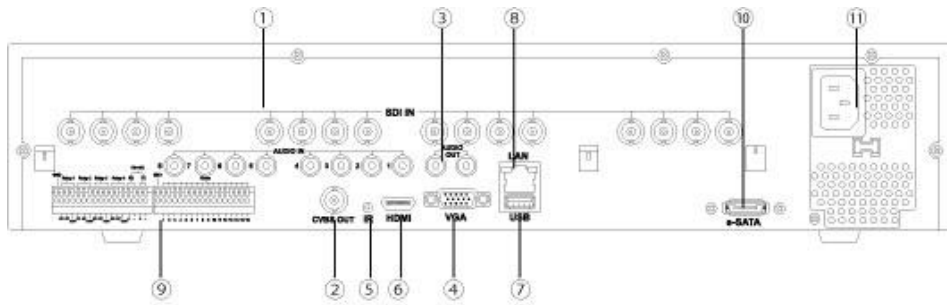 ① ③ ⑧ ⑩ ⑪
SDI IN
AUDIO IN
AUDIO OUT
LAN
8 7 6 5 4 3 2 1
CVBS OUT
IR
HDMI
VGA
USB
e-SATA
⑨ ② ⑤ ⑥ ④ ⑦